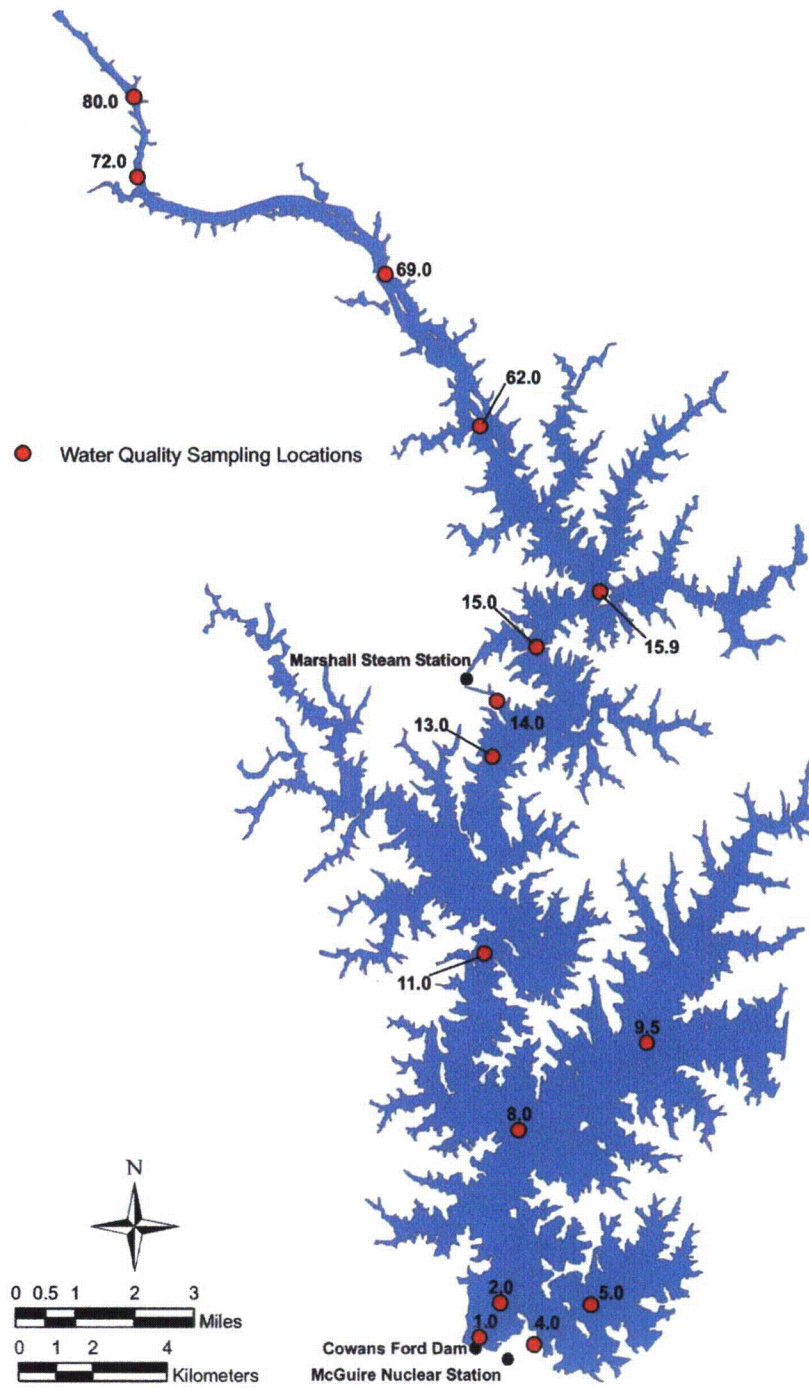 80.0
72.0
69.0
62.0
Water Quality Sampling Locations
15.0
15.9
Marshall Steam Station
14.0
13.0
11.0
9.5
8.0
N
0 0.5 1 2 3
Miles
0 1 2 4
Kilometers
2.0
5.0
1.0
4.0
Cowans Ford Dam
McGuire Nuclear Station